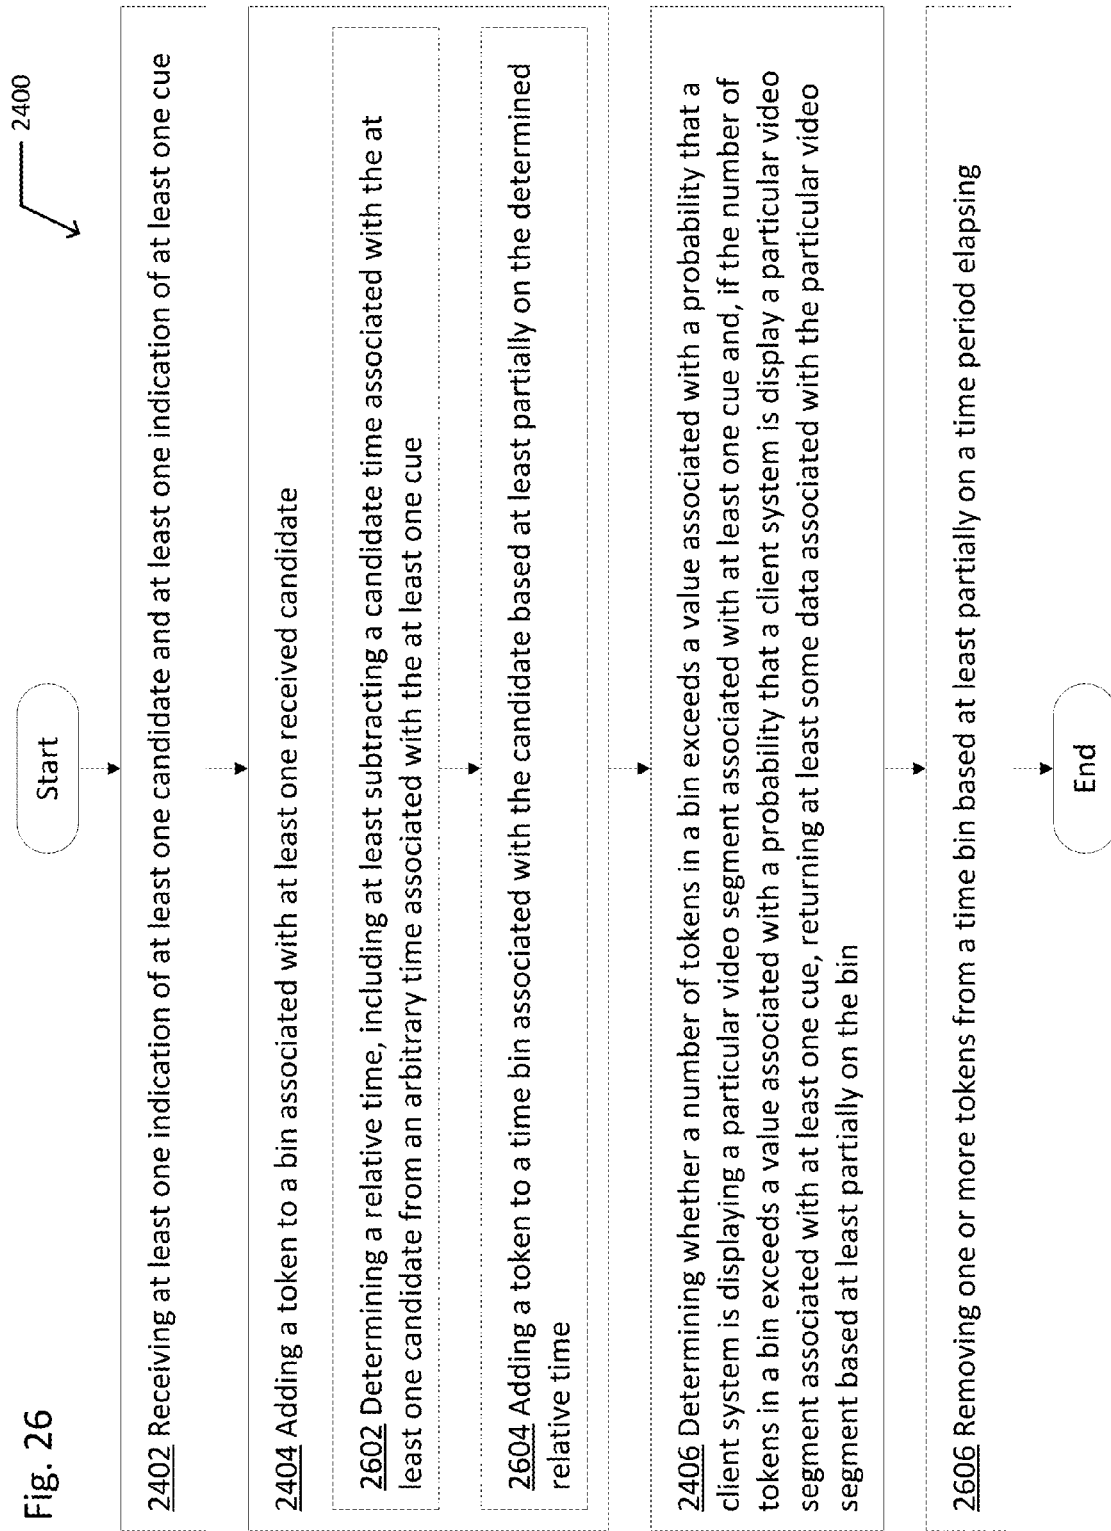 Fig. 26
2400
Start
2402 Receiving at least one indication of at least one candidate and at least one indication of at least one cue
2404 Adding a token to a bin associated with at least one received candidate
2602 Determining a relative time, including at least subtracting a candidate time associated with the at
least one candidate from an arbitrary time associated with the at least one cue
2604 Adding a token to a time bin associated with the candidate based at least partially on the determined
relative time
2406 Determining whether a number of tokens in a bin exceeds a value associated with a probability that a
client system is displaying a particular video segment associated with at least one cue and, if the number of
tokens in a bin exceeds a value associated with a probability that a client system is display a particular video
segment associated with at least one cue, returning at least some data associated with the particular video
segment based at least partially on the bin
2606 Removing one or more tokens from a time bin based at least partially on a time period elapsing
End